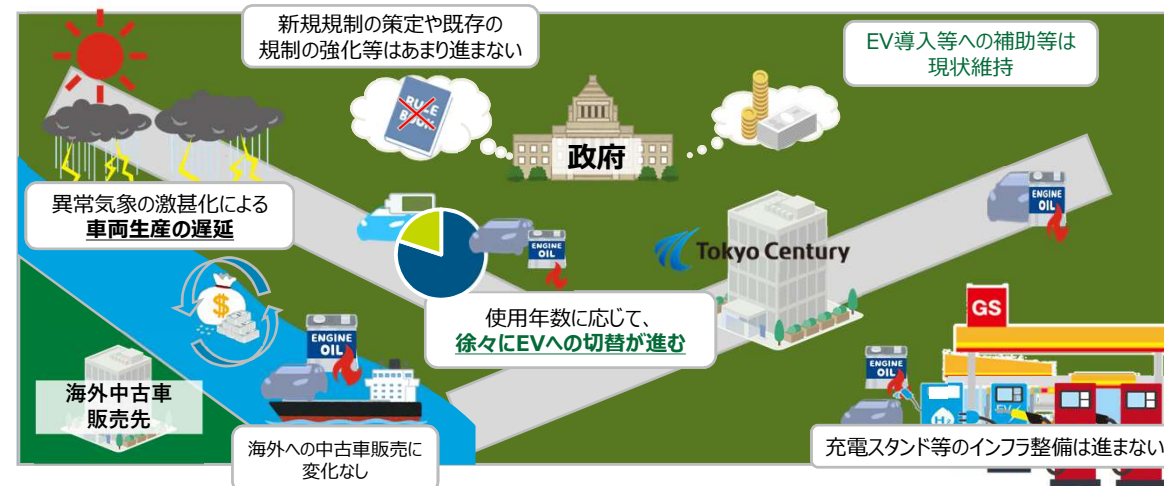 新規規制の策定や既存の
規制の強化等はあまり進まない
EV導入等への補助等は
現状維持
RULE
BOOK
政府
異常気象の激甚化による
車両生産の遅延
ENGINE
OIL
ENGINE
OIL
Tokyo Century
使用年数に応じて、
徐々にEVへの切替が進む
GS
ENGINE
OIL
ENGINE
OIL
海外中古車
販売先
H2
EV
海外への中古車販売に
変化なし
充電スタンド等のインフラ整備は進まない